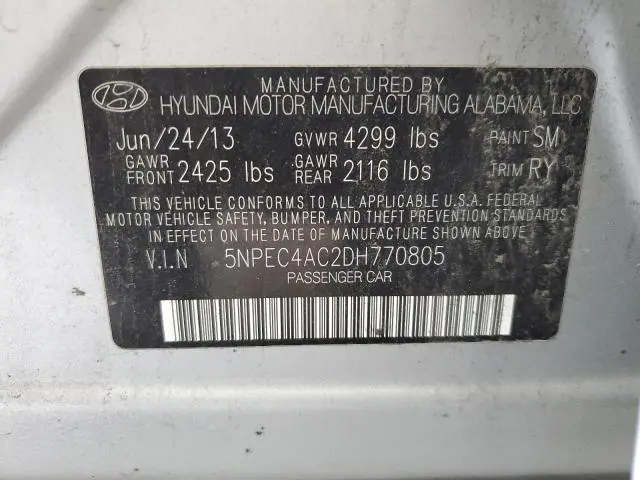 MANUFACTURED BY
HYUNDAI MOTOR MANUFACTURING ALABAMA, LLC
Jun/24/13 GVWR 4299 lbs PAINT SM
GAWR FRONT 2425 lbs GAWR REAR 2116 lbs TRIM RY
THIS VEHICLE CONFORMS TO ALL APPLICABLE U.S.A. FEDERAL
MOTOR VEHICLE SAFETY, BUMPER, AND THEFT PREVENTION STANDARDS
IN EFFECT ON THE DATE OF MANUFACTURE SHOWN ABOVE
V.I.N 5NPEC4AC2DH770805
PASSENGER CAR